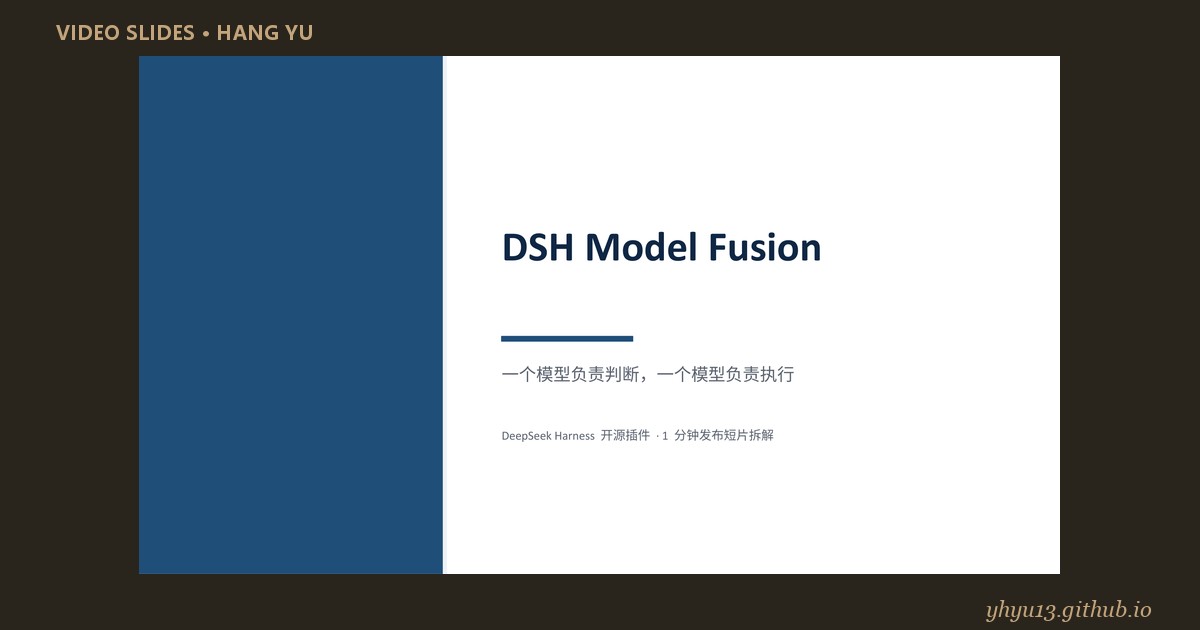 VIDEO SLIDES • HANG YU
DSH Model Fusion
一个模型负责判断，一个模型负责执行
DeepSeek Harness 开源插件 · 1 分钟发布短片拆解
yhyu13.github.io